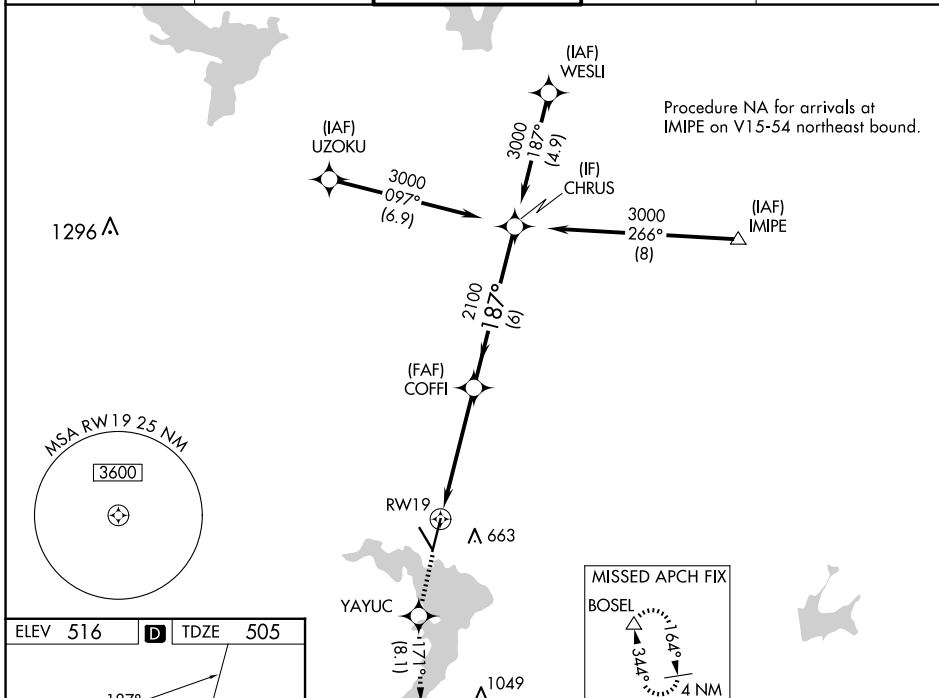 (IAF)
WESLI
Procedure NA for arrivals at
IMIPE on V15-54 northeast bound.
(IAF)
UZOKU
3000
187°
(4.9)
(IF)
CHRUS
3000
097°
(6.9)
(IAF)
IMIPE
3000
266°
(8)
1296
2100
187°
(6)
(FAF)
COFFI
MSA RW19 25 NM
3600
RW19
663
MISSED APCH FIX
BOSEL
164°
344°
4 NM
YAYUC
171°
(8.1)
1049
ELEV 516 D TDZE 505
187°